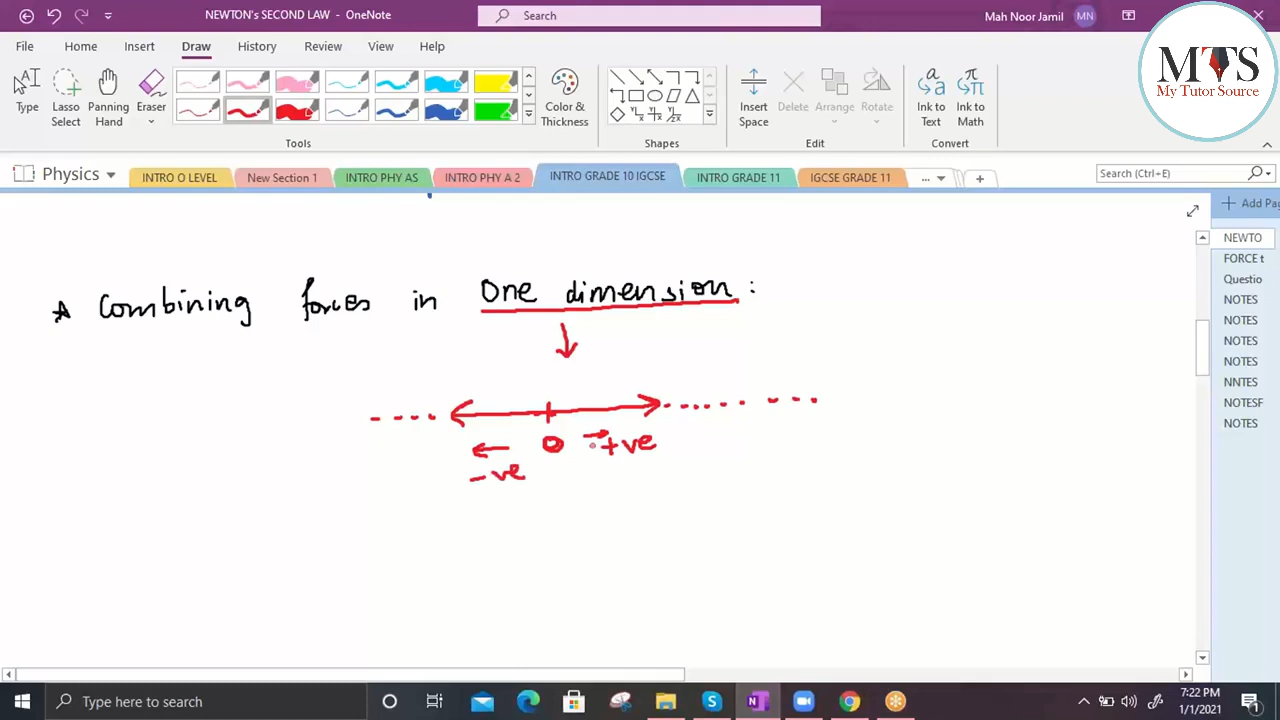 NEWTON's SECOND LAW - OneNote
Search
Mah Noor Jamil MN
MTS
My Tutor Source
File Home Insert Draw History Review View Help
Type Lasso Select Panning Hand Eraser Color & Thickness Insert Space Delete Arrange Rotate Ink to Text Ink to Math
Tools Shapes Edit Convert
Physics INTRO O LEVEL New Section 1 INTRO PHY AS INTRO PHY A 2 INTRO GRADE 10 IGCSE INTRO GRADE 11 IGCSE GRADE 11 ... + Search (Ctrl+E)
+ Add Pag
NEWTO
FORCE t
Questio
NOTES
NOTES
NOTES
NOTES
NNTES
NOTESF
NOTES
Combining forces in One dimension:
0 +ve
-ve
Type here to search
7:22 PM
1/1/2021